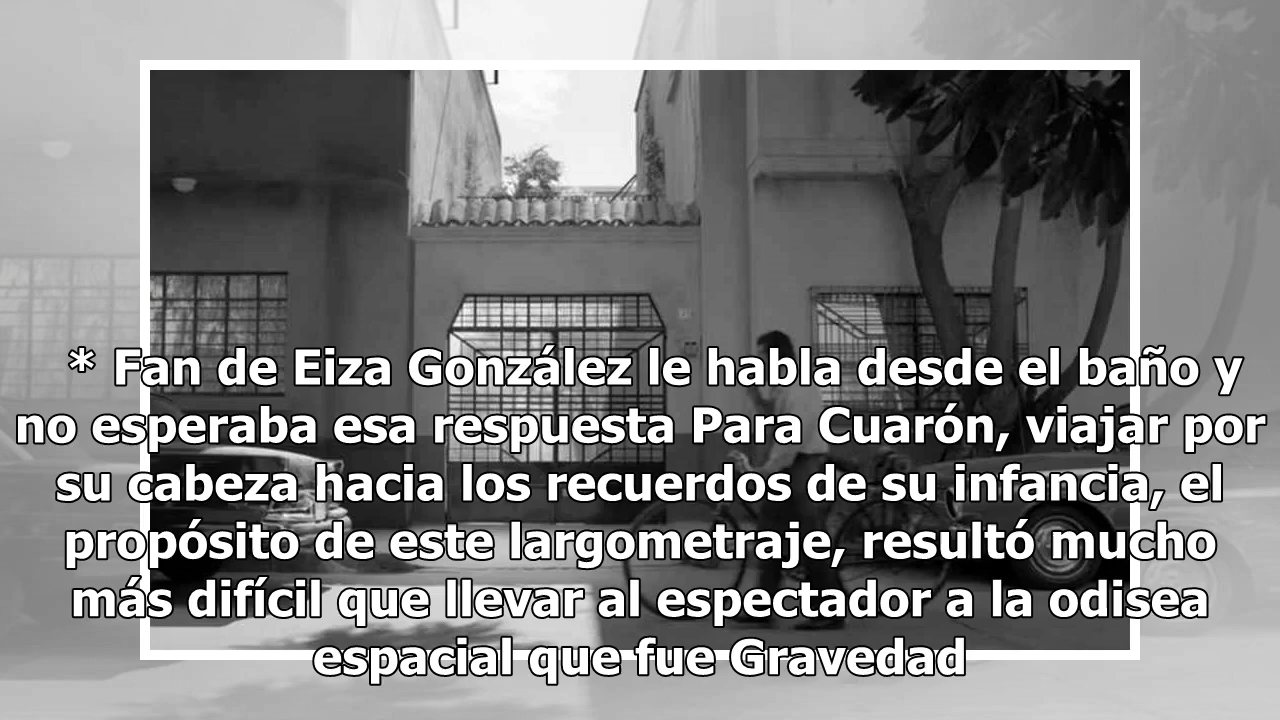 * Fan de Eiza González le habla desde el baño y
no esperaba esa respuesta Para Cuarón, viajar por
su cabeza hacia los recuerdos de su infancia, el
propósito de este largometraje, resultó mucho
más difícil que llevar al espectador a la odisea
espacial que fue Gravedad